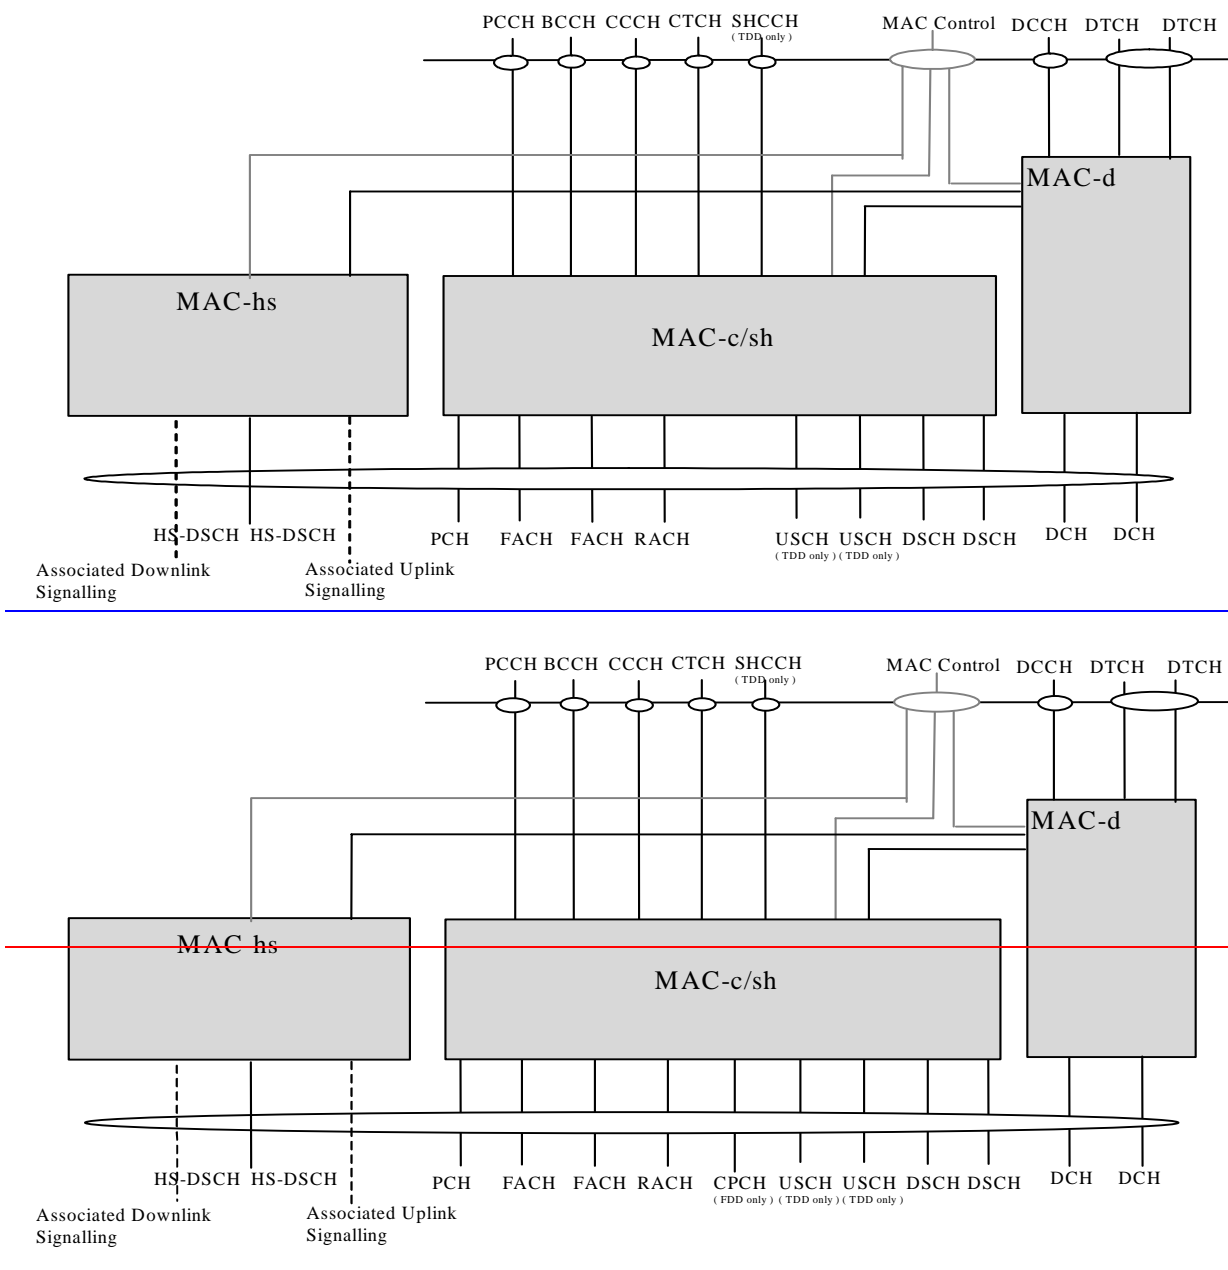 PCCH BCCH CCCH CTCH SHCCH MAC Control DCCH DTCH DTCH
( TDD only )
MAC-d
MAC-hs
MAC-c/sh
HS-DSCH HS-DSCH PCH FACH FACH RACH USCH USCH DSCH DSCH DCH DCH
( TDD only ) ( TDD only )
Associated Downlink
Signalling
Associated Uplink
Signalling
PCCH BCCH CCCH CTCH SHCCH MAC Control DCCH DTCH DTCH
( TDD only )
MAC-d
MAC-hs
MAC-c/sh
HS-DSCH HS-DSCH PCH FACH FACH RACH CPCH USCH USCH DSCH DSCH DCH DCH
( FDD only ) ( TDD only ) ( TDD only )
Associated Downlink
Signalling
Associated Uplink
Signalling